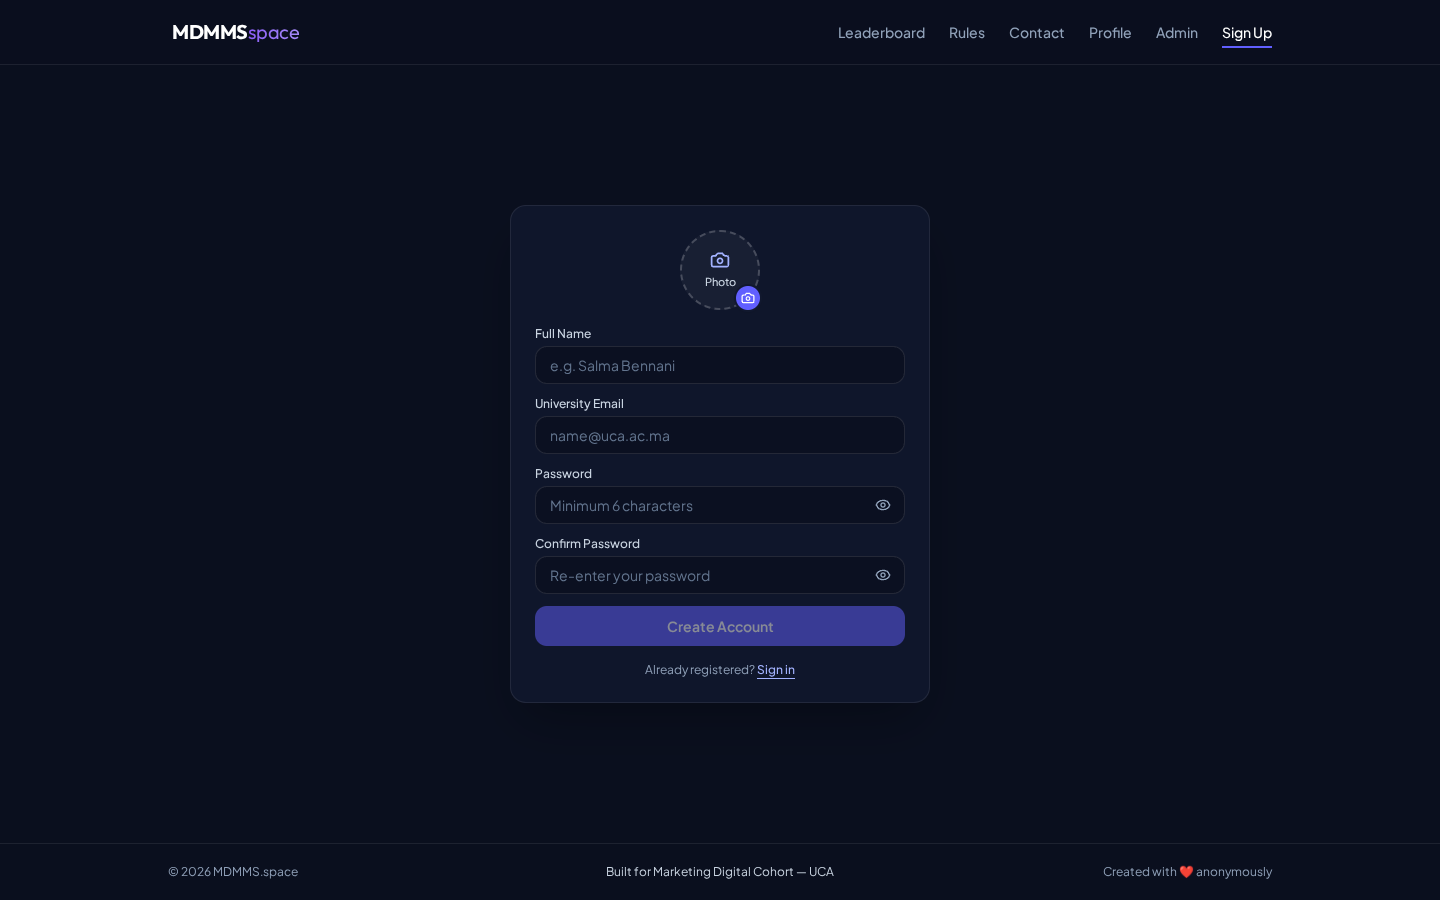 MDMMSspace
Leaderboard Rules Contact Profile Admin Sign Up
Photo
Full Name
e.g. Salma Bennani
University Email
name@uca.ac.ma
Password
Minimum 6 characters
Confirm Password
Re-enter your password
Create Account
Already registered? Sign in
© 2026 MDMMS.space
Built for Marketing Digital Cohort — UCA
Created with ❤️ anonymously